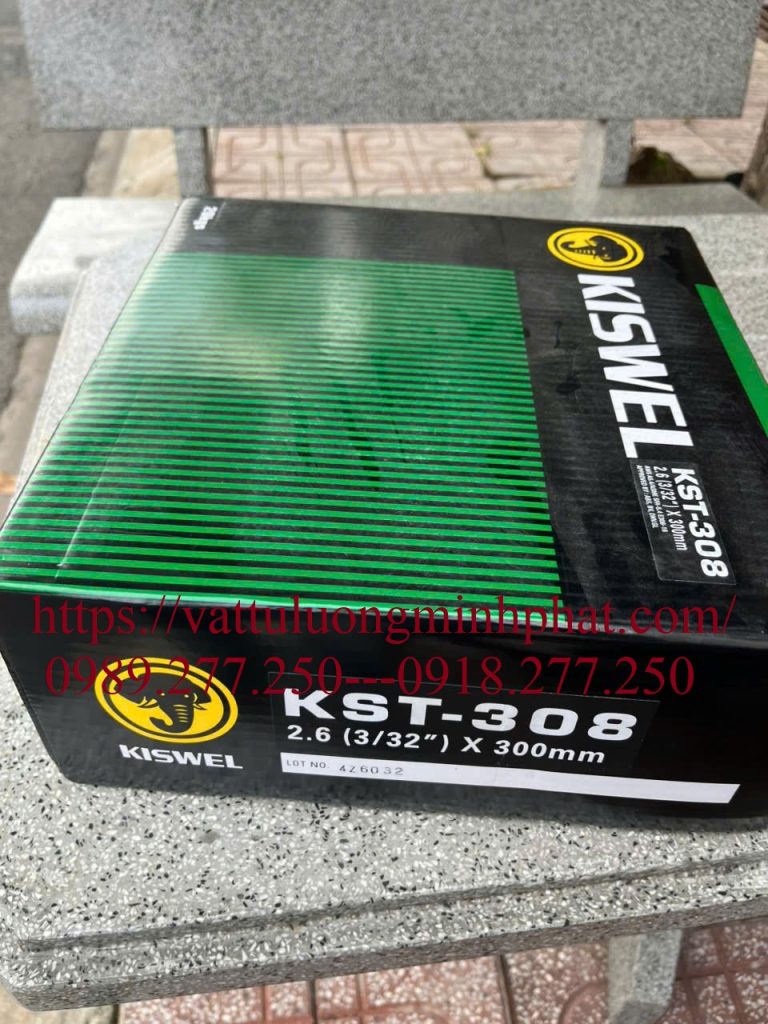 KISWEL
KST-308
2.6 (3/32") X 300mm
https://vattuluongminhphat.com/
0989.277.250---0918.277.250
KISWEL
KST-308
2.6 (3/32") X 300mm
LOT NO. 4Z6032